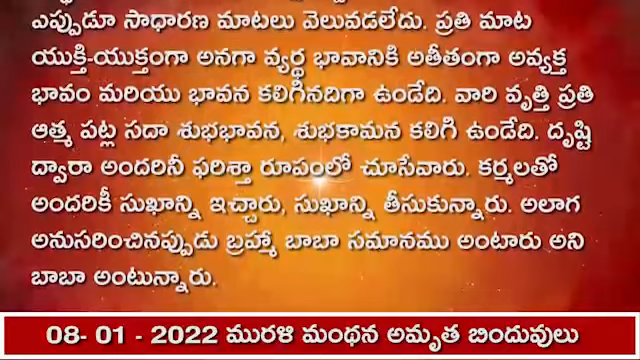 ఎప్పుడూ సాధారణ మాటలు వెలువడలేదు. ప్రతి మాట
యుక్తి-యుక్తంగా అనగా వ్యర్థ భావానికి అతీతంగా అవ్యక్త
భావం మరియు భావన కలిగినదిగా ఉండేది. వారి వృత్తి ప్రతి
ఆత్మ పట్ల సదా శుభభావన, శుభకామన కలిగి ఉండేది. దృష్టి
ద్వారా అందరినీ ఫరిశ్తా రూపంలో చూసేవారు. కర్మలతో
అందరికీ సుఖాన్ని ఇచ్చారు, సుఖాన్ని తీసుకున్నారు. అలాగ
అనుసరించినప్పుడు బ్రహ్మా బాబా సమానము అంటారు అని
బాబా అంటున్నారు.
08- 01 - 2022 మురళి మంథన అమృత బిందువులు